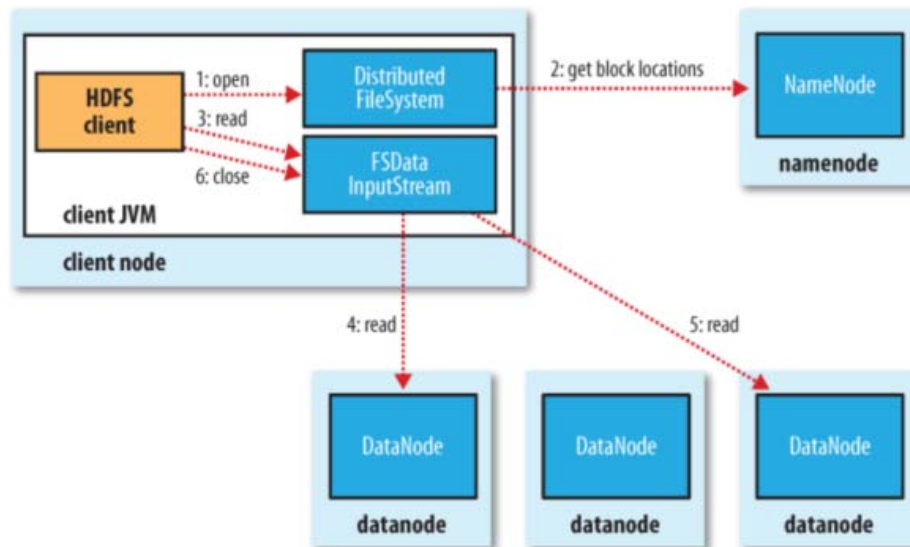 1: open
Distributed
FileSystem
2: get block locations
NameNode
HDFS
client
3: read
FSData
InputStream
6: close
namenode
client JVM
client node
4: read
5: read
DataNode
DataNode
DataNode
datanode
datanode
datanode